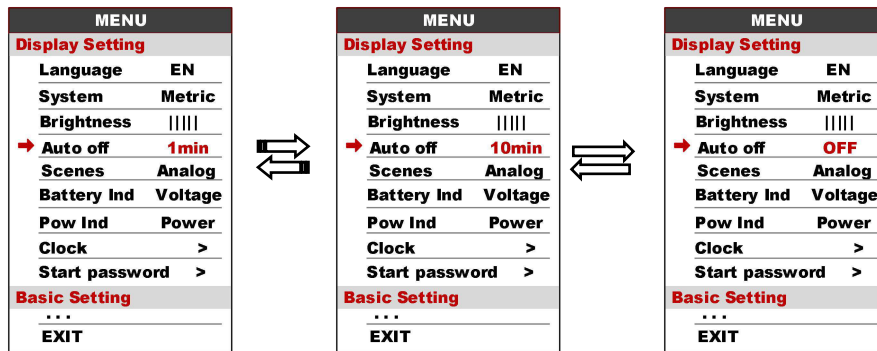 MENU
Display Setting
Language EN
System Metric
Brightness |||||
Auto off 1min
Scenes Analog
Battery Ind Voltage
Pow Ind Power
Clock >
Start password >
Basic Setting
...
EXIT
MENU
Display Setting
Language EN
System Metric
Brightness |||||
Auto off 10min
Scenes Analog
Battery Ind Voltage
Pow Ind Power
Clock >
Start password >
Basic Setting
...
EXIT
MENU
Display Setting
Language EN
System Metric
Brightness |||||
Auto off OFF
Scenes Analog
Battery Ind Voltage
Pow Ind Power
Clock >
Start password >
Basic Setting
...
EXIT